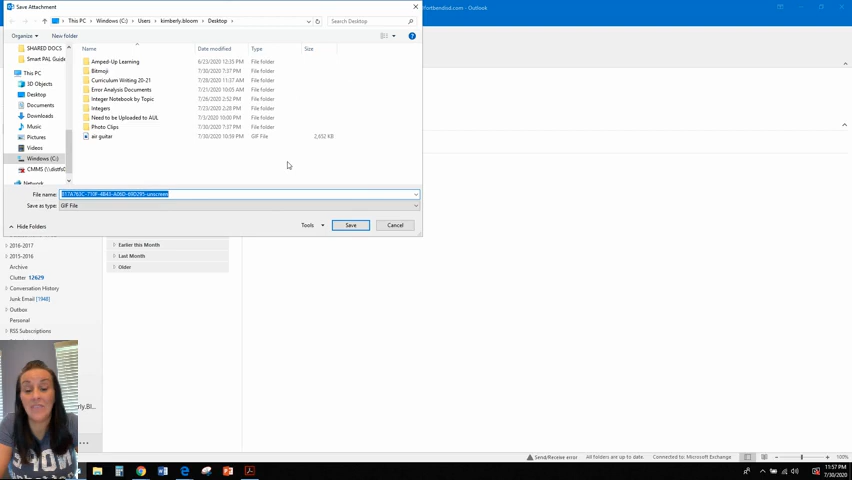 Save Attachment
fortbendisd.com - Outlook
This PC > Windows (C:) > Users > kimberly.bloom > Desktop >
Search Desktop
Organize
New folder
Name
Date modified
Type
Size
SHARED DOCS
Smart PAL Guide
This PC
3D Objects
Desktop
Documents
Downloads
Music
Pictures
Videos
Windows (C:)
Network
Amped-Up Learning 6/23/2020 12:35 PM File folder
Bitmoji 7/30/2020 7:37 PM File folder
Curriculum Writing 20-21 7/28/2020 11:37 AM File folder
Error Analysis Documents 7/21/2020 10:05 AM File folder
Integer Notebook by Topic 7/26/2020 2:52 PM File folder
Integers 7/23/2020 2:28 PM File folder
Need to be Uploaded to AUL 7/3/2020 10:00 PM File folder
Photo Clips 7/30/2020 7:37 PM File folder
air guitar 7/30/2020 10:58 PM GIF File 2,652 KB
File name:
Save as type: GIF File
Hide Folders
Tools
Save
Cancel
2016-2017
2015-2016
Archive
Clutter 12629
Conversation History
Junk Email [1948]
Outbox
Personal
RSS Subscriptions
Earlier this Month
Last Month
Older
Send/Receive error
All folders are up to date.
Connected to: Microsoft Exchange
100%
11:57 PM
7/30/2020